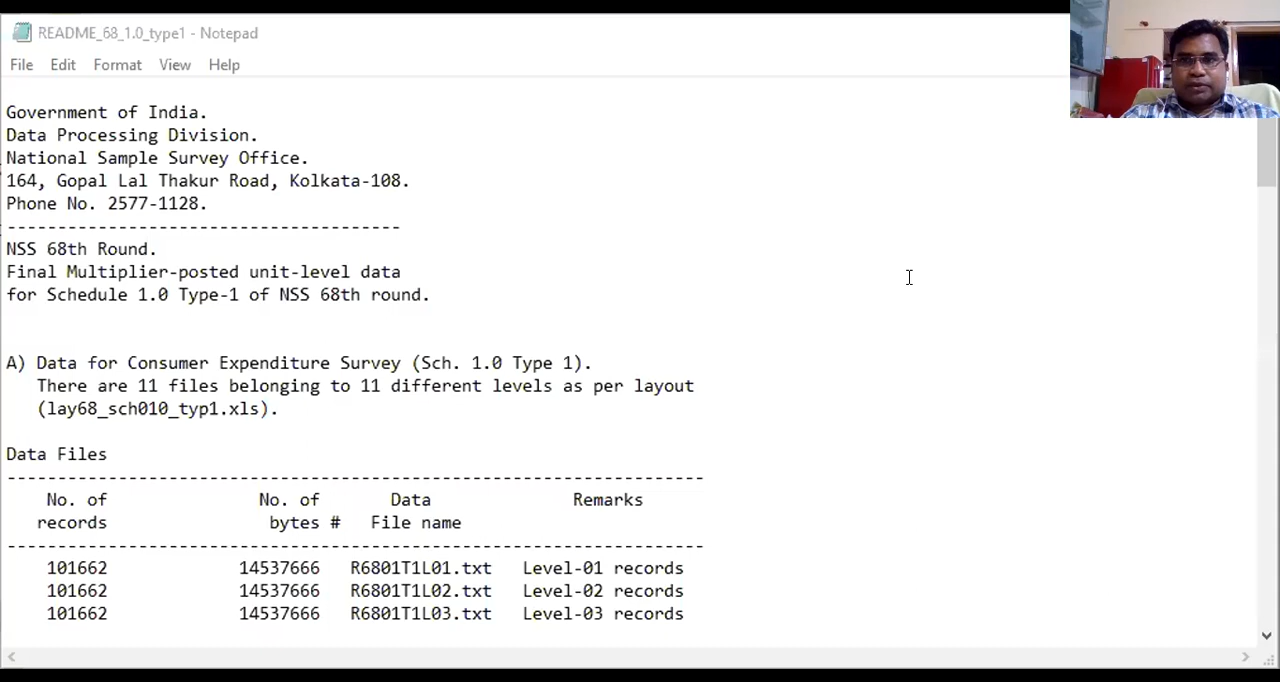 README_68_1.0_type1 - Notepad
File Edit Format View Help
Government of India.
Data Processing Division.
National Sample Survey Office.
164, Gopal Lal Thakur Road, Kolkata-108.
Phone No. 2577-1128.
---------------------------------------
NSS 68th Round.
Final Multiplier-posted unit-level data
for Schedule 1.0 Type-1 of NSS 68th round.
A) Data for Consumer Expenditure Survey (Sch. 1.0 Type 1).
There are 11 files belonging to 11 different levels as per layout
(lay68_sch010_typ1.xls).
Data Files
---------------------------------------------------------------------
No. of No. of Data Remarks
records bytes # File name
---------------------------------------------------------------------
101662 14537666 R6801T1L01.txt Level-01 records
101662 14537666 R6801T1L02.txt Level-02 records
101662 14537666 R6801T1L03.txt Level-03 records